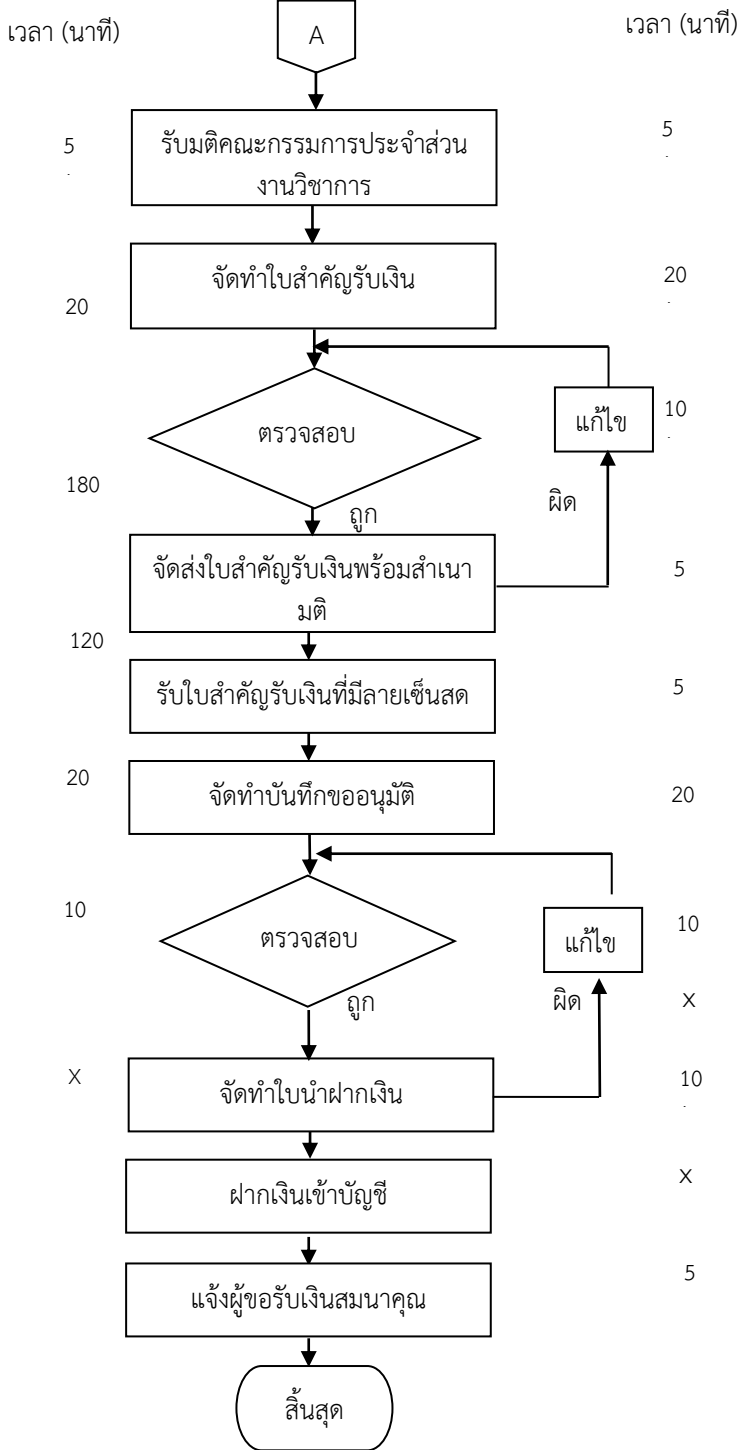 เวลา (นาที)
A
เวลา (นาที)
5
รับมติคณะกรรมการประจำส่วน
งานวิชาการ
5
20
จัดทำใบสำคัญรับเงิน
20
ตรวจสอบ
แก้ไข
10
180
ถูก
ผิด
จัดส่งใบสำคัญรับเงินพร้อมสำเนา
มติ
5
120
รับใบสำคัญรับเงินที่มีลายเซ็นสด
5
20
จัดทำบันทึกขออนุมัติ
20
10
ตรวจสอบ
แก้ไข
10
ถูก
ผิด
X
X
จัดทำใบนำฝากเงิน
10
ฝากเงินเข้าบัญชี
X
แจ้งผู้ขอรับเงินสมนาคุณ
5
สิ้นสุด